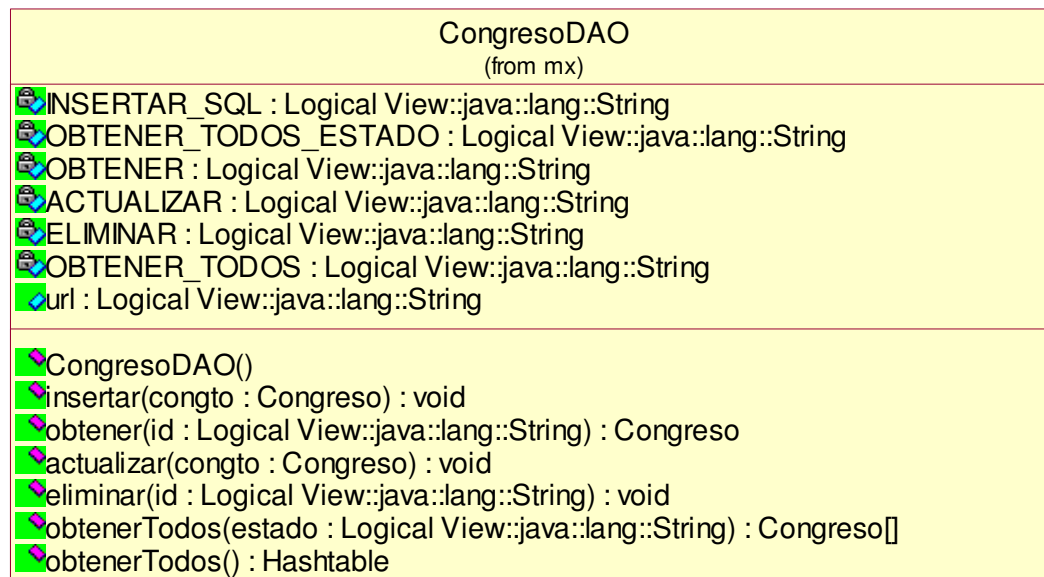 CongresoDAO
(from mx)
INSERTAR_SQL : Logical View::java::lang::String
OBTENER_TODOS_ESTADO : Logical View::java::lang::String
OBTENER : Logical View::java::lang::String
ACTUALIZAR : Logical View::java::lang::String
ELIMINAR : Logical View::java::lang::String
OBTENER_TODOS : Logical View::java::lang::String
url : Logical View::java::lang::String
CongresoDAO()
insertar(congto : Congreso) : void
obtener(id : Logical View::java::lang::String) : Congreso
actualizar(congto : Congreso) : void
eliminar(id : Logical View::java::lang::String) : void
obtenerTodos(estado : Logical View::java::lang::String) : Congreso[]
obtenerTodos() : Hashtable